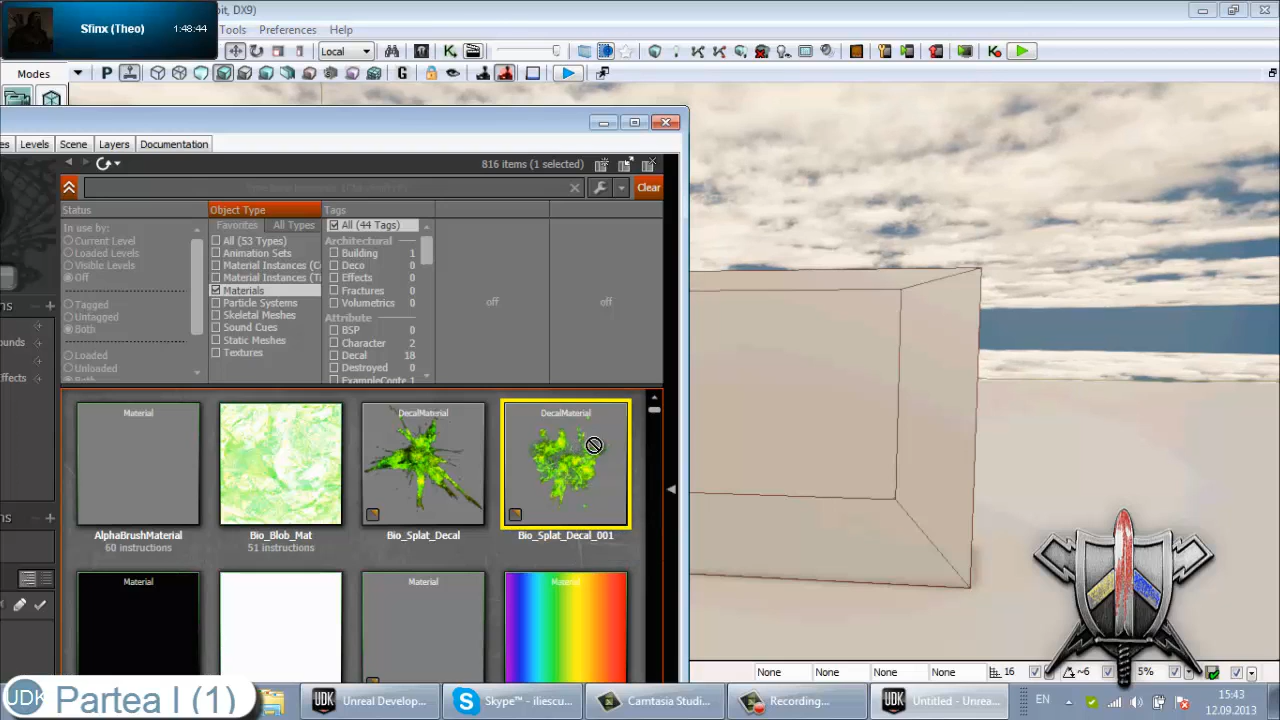 Sfinx (Theo) 1:48:44
bit, DX9)
Tools Preferences Help
Local
Modes P G
Levels Scene Layers Documentation
816 items (1 selected)
Clear
Status Object Type Tags
In use by: Favorites All Types All (44 Tags)
Current Level All (53 Types) Architectural
Loaded Levels Animation Sets Building 1
Visible Levels Material Instances (C Deco 0
Off Material Instances (T Effects 0
Materials Fractures 0
Tagged Particle Systems Volumetrics 0
Untagged Skeletal Meshes Attribute
Both Sound Cues BSP 0
Static Meshes Character 2
Loaded Textures Decal 18
Unloaded Destroyed 0
Both
off off
ounds
ffects
Material DecalMaterial DecalMaterial
AlphaBrushMaterial Bio_Blob_Mat Bio_Splat_Decal Bio_Splat_Decal_001
60 instructions 51 instructions
Material Material Material
None None None None 16 6 5%
JDK Partea I (1)
Unreal Develop... Skype™ - iliescu... Camtasia Studi... Recording... Untitled - Unrea...
EN 15:43
12.09.2013